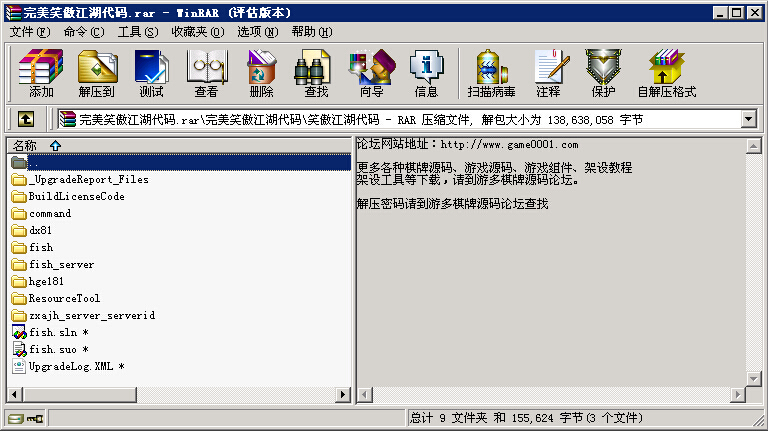 完美笑傲江湖代码.rar - WinRAR (评估版本)
文件(F) 命令(C) 工具(S) 收藏夹(O) 选项(N) 帮助(H)
添加 解压到 测试 查看 删除 查找 向导 信息 扫描病毒 注释 保护 自解压格式
完美笑傲江湖代码.rar\完美笑傲江湖代码\笑傲江湖代码 - RAR 压缩文件, 解包大小为 138,638,058 字节
名称
..
_UpgradeReport_Files
BuildLicenseCode
command
dx81
fish
fish_server
hge181
ResourceTool
zxajh_server_serverid
fish.sln *
fish.suo *
UpgradeLog.XML *
论坛网站地址：http://www.game0001.com
更多各种棋牌源码、游戏源码、游戏组件、架设教程
架设工具等下载，请到游多棋牌源码论坛。
解压密码请到游多棋牌源码论坛查找
总计 9 文件夹 和 155,624 字节(3 个文件)